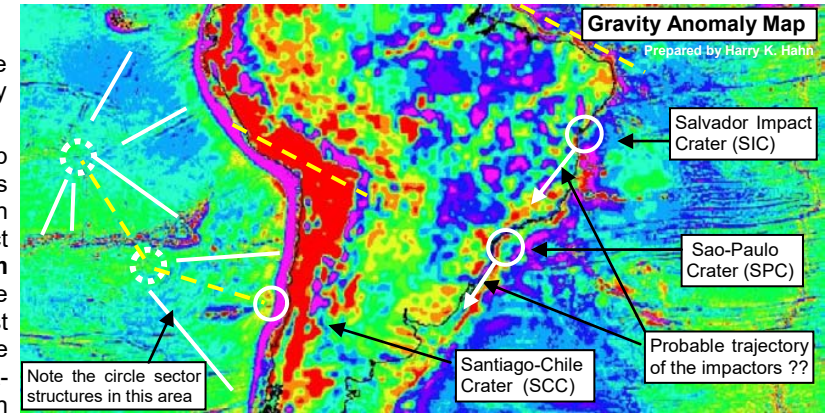 Gravity Anomaly Map
Prepared by Harry K. Hahn
Salvador Impact
Crater (SIC)
Sao-Paulo
Crater (SPC)
Probable trajectory
of the impactors ??
Santiago-Chile
Crater (SCC)
Note the circle sector
structures in this area